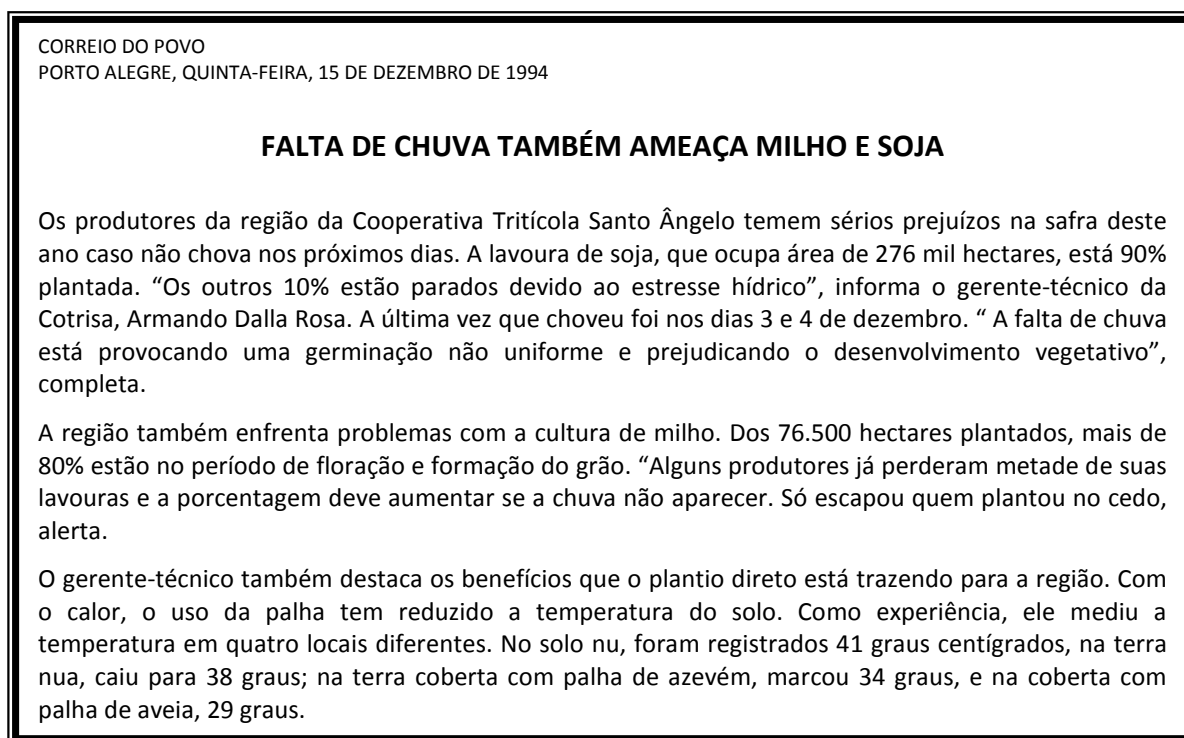 CORREIO DO POVO
PORTO ALEGRE, QUINTA-FEIRA, 15 DE DEZEMBRO DE 1994
FALTA DE CHUVA TAMBÉM AMEAÇA MILHO E SOJA
Os produtores da região da Cooperativa Tritícola Santo Ângelo temem sérios prejuízos na safra deste
ano caso não chova nos próximos dias. A lavoura de soja, que ocupa área de 276 mil hectares, está 90%
plantada. “Os outros 10% estão parados devido ao estresse hídrico”, informa o gerente-técnico da
Cotrisa, Armando Dalla Rosa. A última vez que choveu foi nos dias 3 e 4 de dezembro. “ A falta de chuva
está provocando uma germinação não uniforme e prejudicando o desenvolvimento vegetativo”,
completa.
A região também enfrenta problemas com a cultura de milho. Dos 76.500 hectares plantados, mais de
80% estão no período de floração e formação do grão. “Alguns produtores já perderam metade de suas
lavouras e a porcentagem deve aumentar se a chuva não aparecer. Só escapou quem plantou no cedo,
alerta.
O gerente-técnico também destaca os benefícios que o plantio direto está trazendo para a região. Com
o calor, o uso da palha tem reduzido a temperatura do solo. Como experiência, ele mediu a
temperatura em quatro locais diferentes. No solo nu, foram registrados 41 graus centígrados, na terra
nua, caiu para 38 graus; na terra coberta com palha de azevém, marcou 34 graus, e na coberta com
palha de aveia, 29 graus.